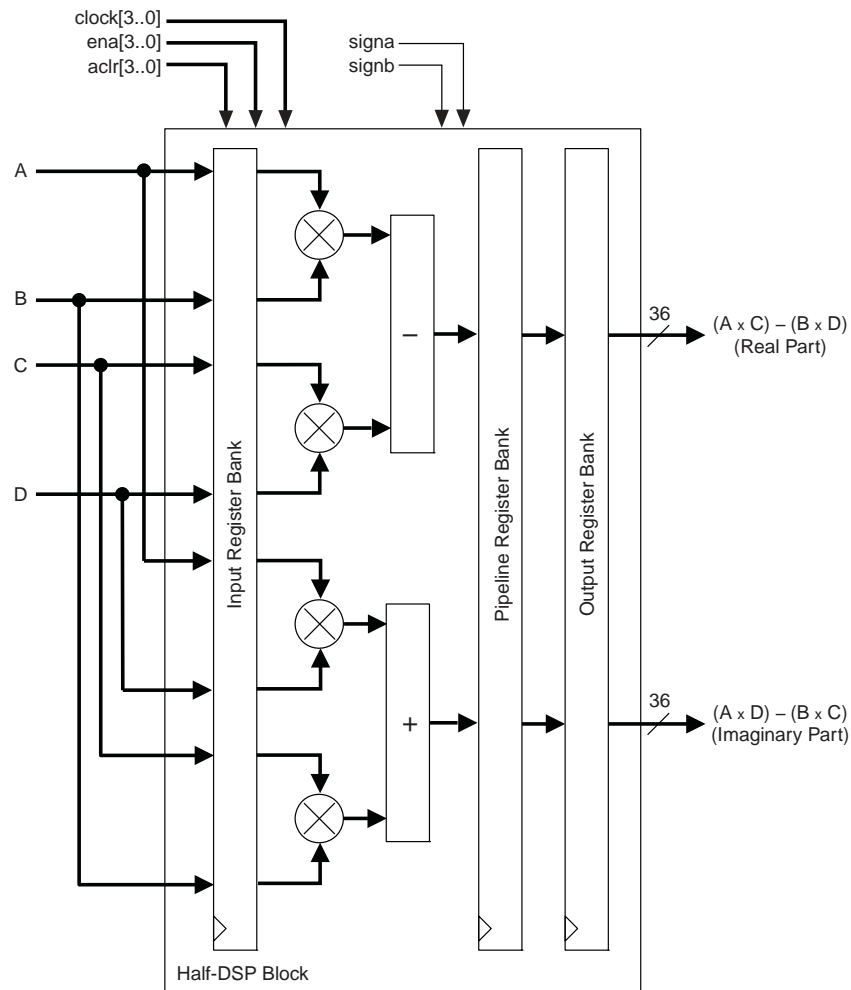 clock[3..0]
ena[3..0]
aclr[3..0]
signa
signb
A
B
C
D
Input Register Bank
−
+
Pipeline Register Bank
Output Register Bank
36
(A x C) – (B x D)
(Real Part)
36
(A x D) – (B x C)
(Imaginary Part)
Half-DSP Block